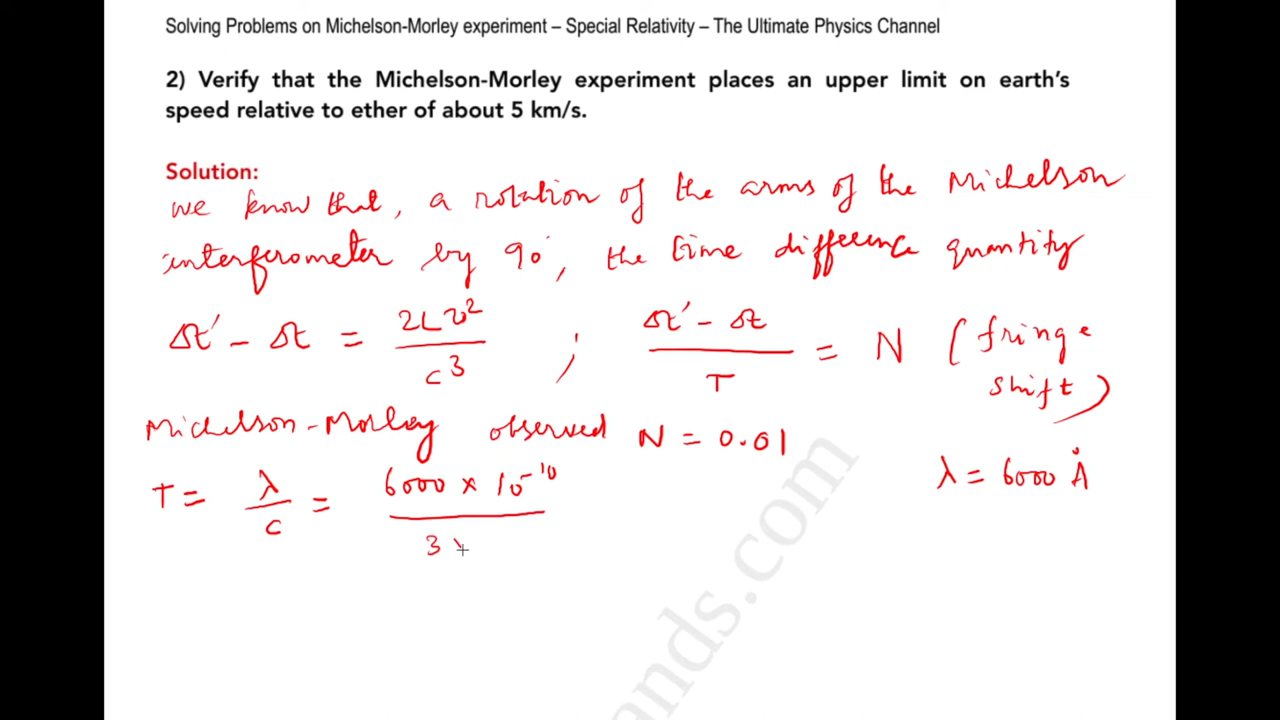 Solving Problems on Michelson-Morley experiment – Special Relativity – The Ultimate Physics Channel
2) Verify that the Michelson-Morley experiment places an upper limit on earth's
speed relative to ether of about 5 km/s.
Solution:
we know that, a rotation of the arms of the Michelson
interferometer by 90°, the time difference quantity
Δt′ − Δt = 2Lv²/c³ ; (Δt′ − Δt)/T = N (fringe
shift)
Michelson-Morley observed N = 0.01
T = λ/c = 6000 × 10⁻¹⁰/3 × λ = 6000 Å
ands.com